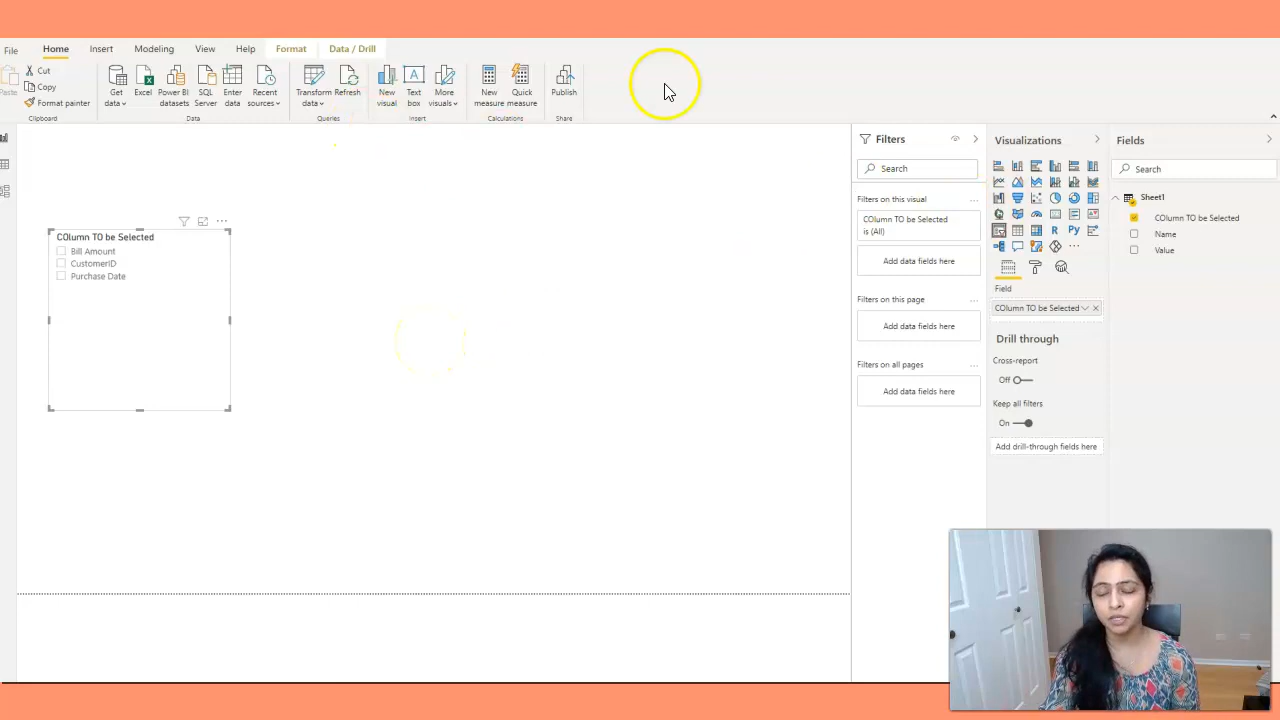 File Home Insert Modeling View Help Format Data / Drill
Paste
Cut
Copy
Format painter
Clipboard
Get data
Excel
Power BI datasets
SQL Server
Enter data
Recent sources
Data
Transform data
Refresh
Queries
New visual
Text box
More visuals
Insert
New measure
Quick measure
Calculations
Publish
Share
COlumn TO be Selected
Bill Amount
CustomerID
Purchase Date
Filters
Search
Filters on this visual
COlumn TO be Selected
is (All)
Add data fields here
Filters on this page
Add data fields here
Filters on all pages
Add data fields here
Visualizations
R Py
Field
COlumn TO be Selected
Drill through
Cross-report
Off
Keep all filters
On
Add drill-through fields here
Fields
Search
Sheet1
COlumn TO be Selected
Name
Value